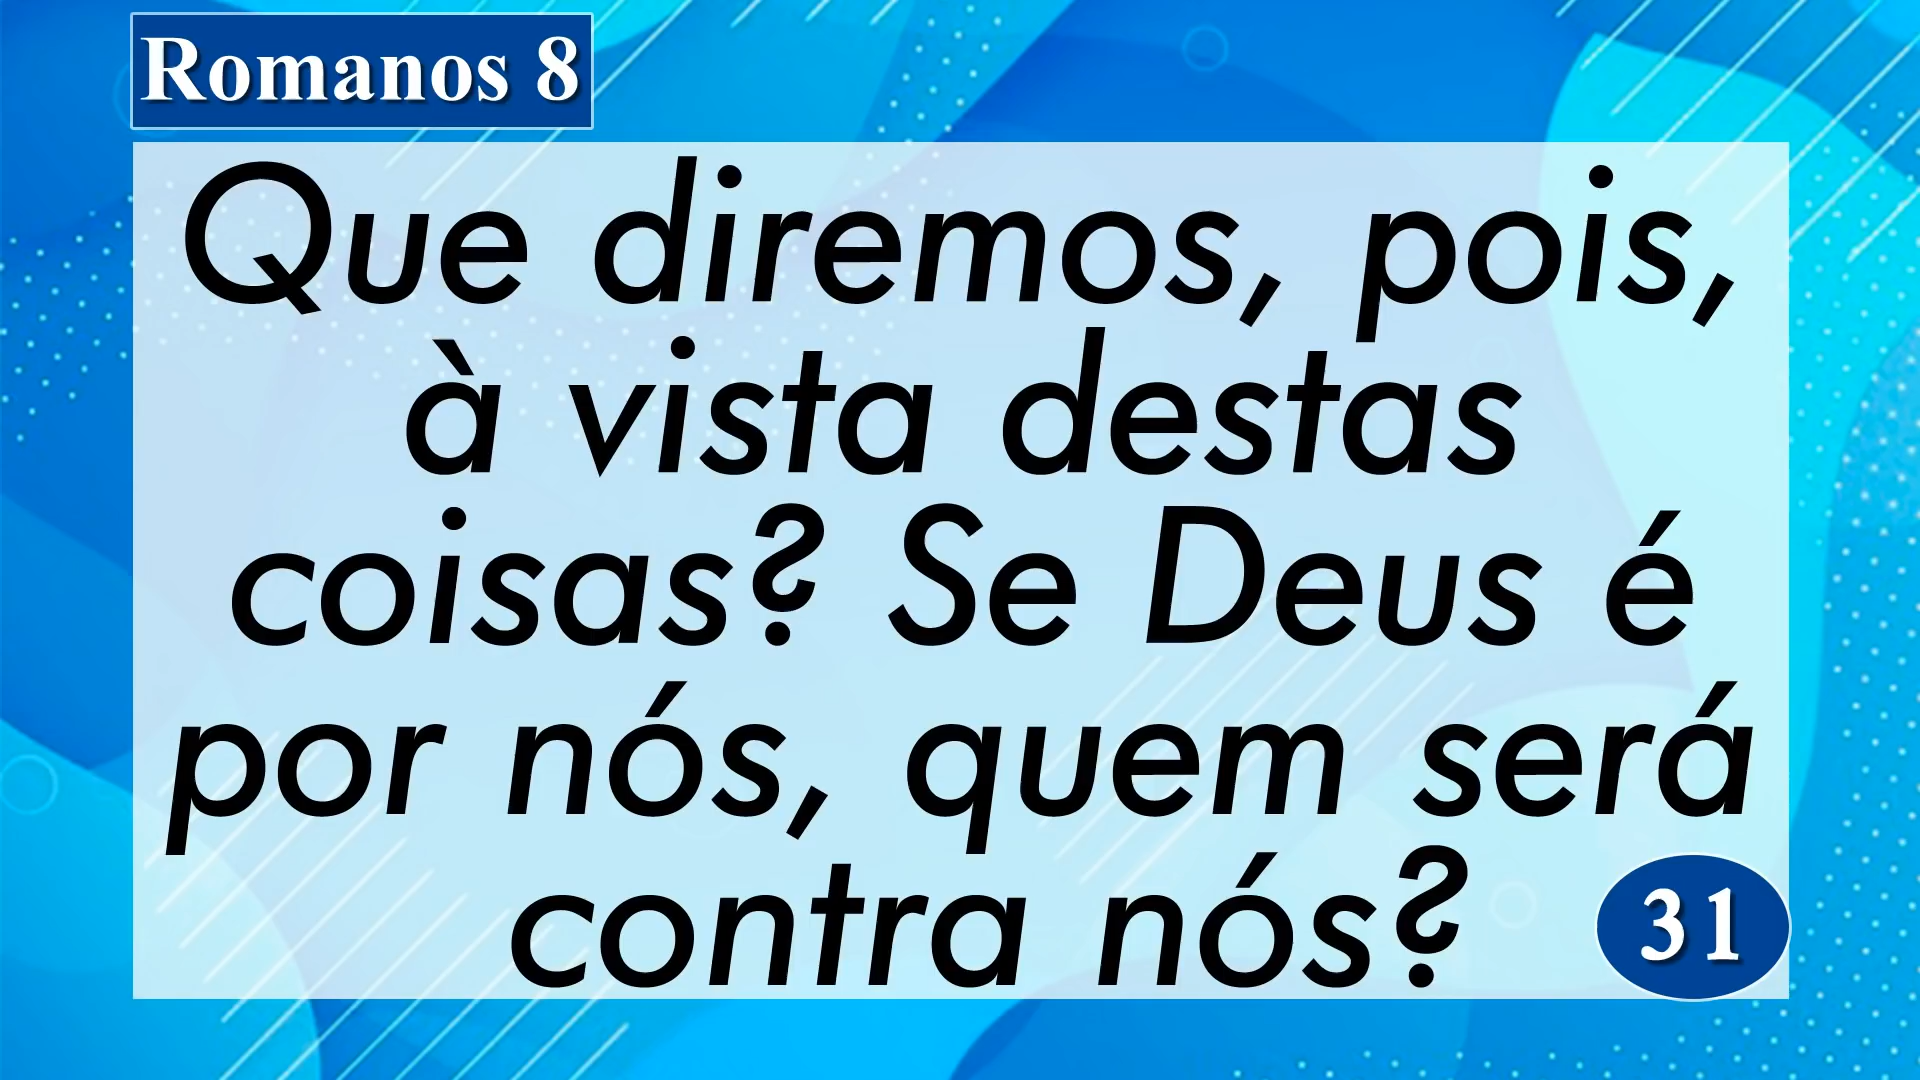 Romanos 8
Que diremos, pois,
à vista destas
coisas? Se Deus é
por nós, quem será
contra nós?
31